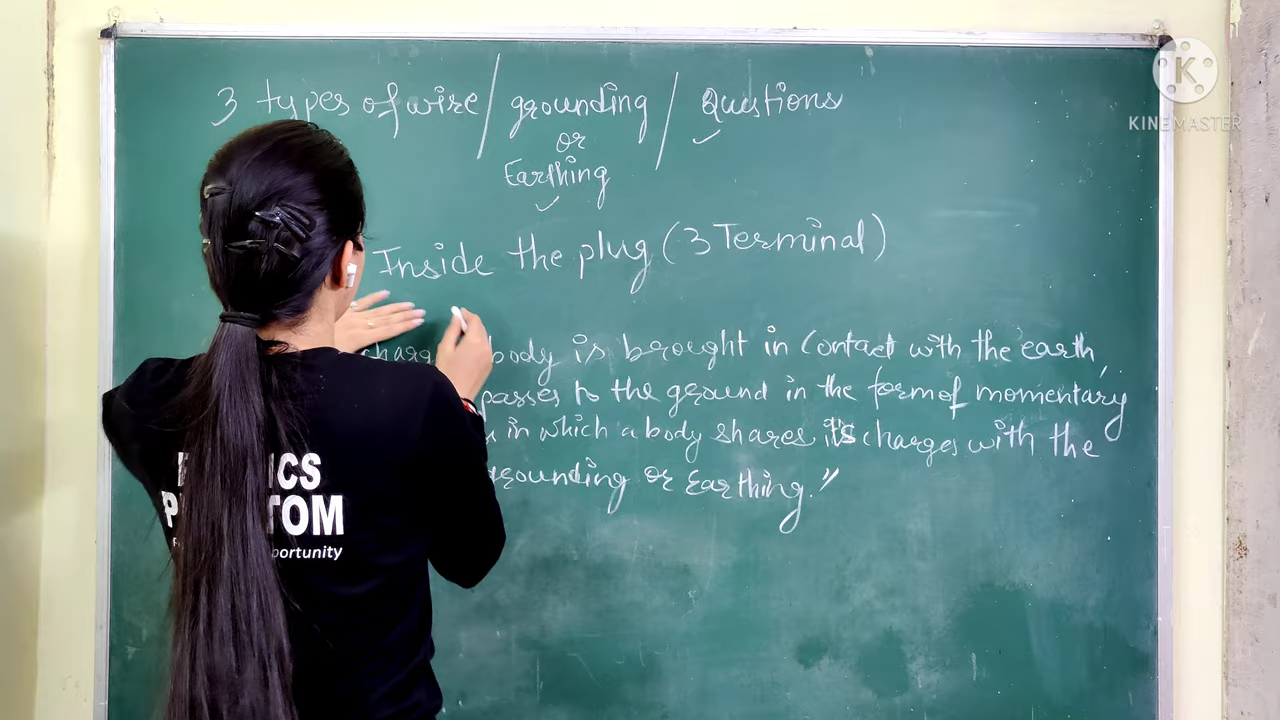 3 types of wire / grounding / Questions
or
Earthing
Inside the plug (3 Terminal)
body is brought in Contact with the earth,
passes to the ground in the form of momentary
in which a body shares it's charges with the
grounding or Earthing."
ICS
TOM
portunity
K
KINEMASTER